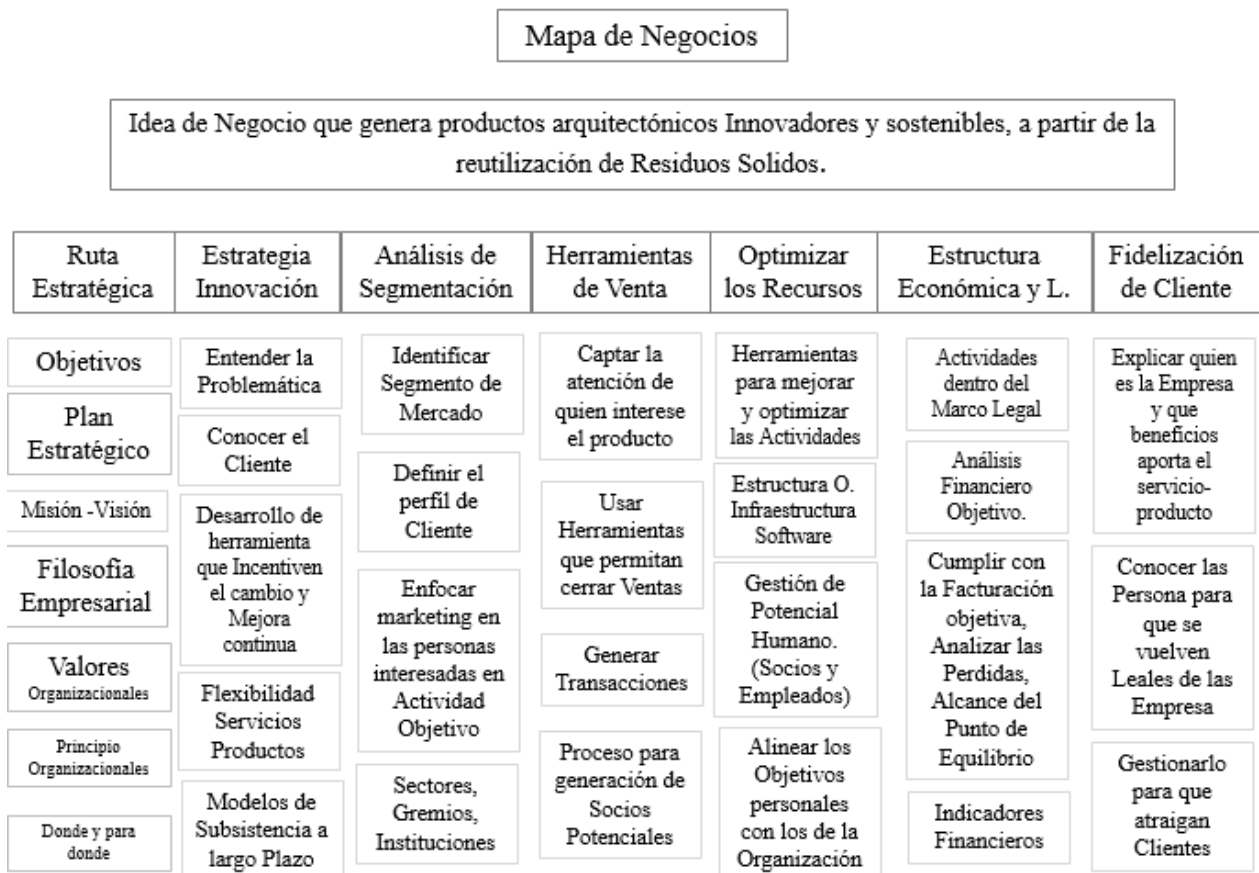 Mapa de Negocios
Idea de Negocio que genera productos arquitectónicos Innovadores y sostenibles, a partir de la
reutilización de Residuos Solidos.
Ruta
Estratégica
Estrategia
Innovación
Análisis de
Segmentación
Herramientas
de Venta
Optimizar
los Recursos
Estructura
Económica y L.
Fidelización
de Cliente
Objetivos
Plan
Estratégico
Misión -Visión
Filosofía
Empresarial
Valores
Organizacionales
Principio
Organizacionales
Donde y para
donde
Entender la
Problemática
Conocer el
Cliente
Desarrollo de
herramienta
que Incentiven
el cambio y
Mejora
continua
Flexibilidad
Servicios
Productos
Modelos de
Subsistencia a
largo Plazo
Identificar
Segmento de
Mercado
Definir el
perfil de
Cliente
Enfocar
marketing en
las personas
interesadas en
Actividad
Objetivo
Sectores,
Gremios,
Instituciones
Captar la
atención de
quien interese
el producto
Usar
Herramientas
que permitan
cerrar Ventas
Generar
Transacciones
Proceso para
generación de
Socios
Potenciales
Herramientas
para mejorar
y optimizar
las Actividades
Estructura O.
Infraestructura
Software
Gestión de
Potencial
Humano.
(Socios y
Empleados)
Alinear los
Objetivos
personales
con los de la
Organización
Actividades
dentro del
Marco Legal
Análisis
Financiero
Objetivo.
Cumplir con
la Facturación
objetiva,
Analizar las
Perdidas,
Alcance del
Punto de
Equilibrio
Indicadores
Financieros
Explicar quien
es la Empresa
y que
beneficios
aporta el
servicio-
producto
Conocer las
Persona para
que se
vuelven
Leales de las
Empresa
Gestionarlo
para que
atraigan
Clientes